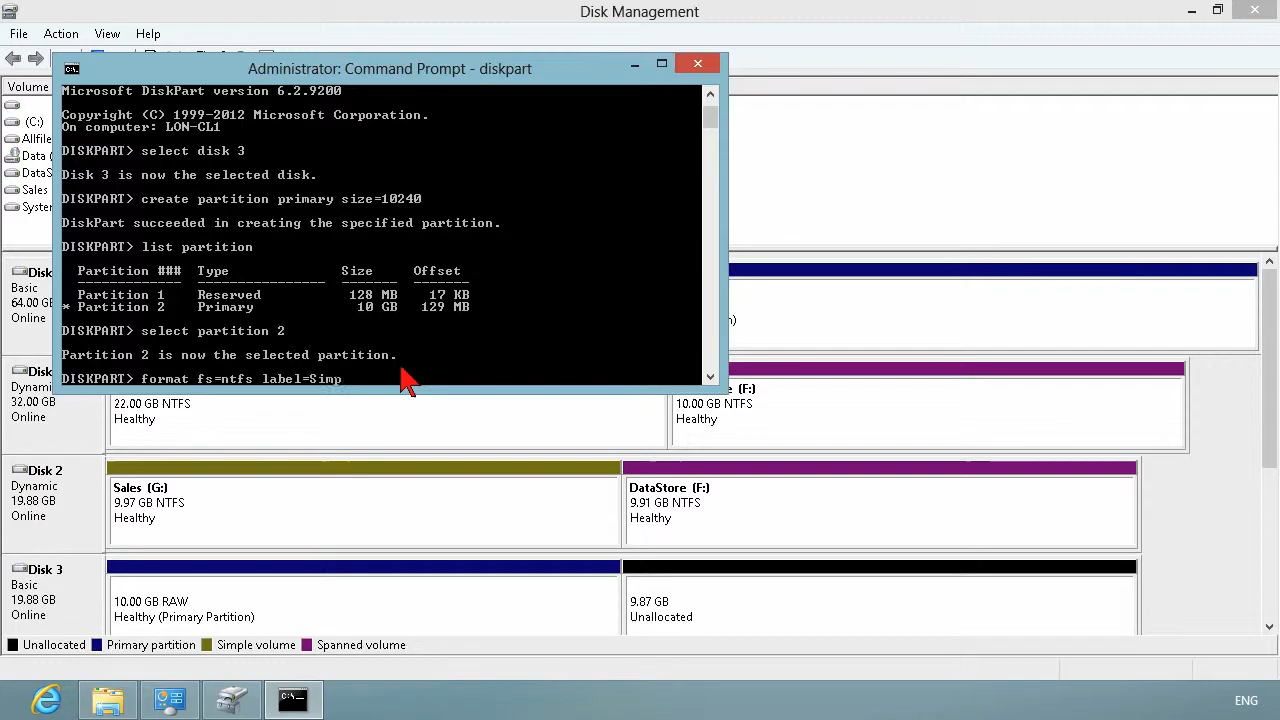 Disk Management
File Action View Help
Administrator: Command Prompt - diskpart
Volume
(C:)
Allfile
Data (
DataS
Sales
System
Microsoft DiskPart version 6.2.9200
Copyright (C) 1999-2012 Microsoft Corporation.
On computer: LON-CL1
DISKPART> select disk 3
Disk 3 is now the selected disk.
DISKPART> create partition primary size=10240
DiskPart succeeded in creating the specified partition.
DISKPART> list partition
Partition ### Type Size Offset
------------- ---------------- ------- -------
Partition 1 Reserved 128 MB 17 KB
* Partition 2 Primary 10 GB 129 MB
DISKPART> select partition 2
Partition 2 is now the selected partition.
DISKPART> format fs=ntfs label=Simp
Disk
Basic
64.00 GB
Online
Disk
Dynamic
32.00 GB
Online
22.00 GB NTFS
Healthy
e (F:)
10.00 GB NTFS
Healthy
Disk 2
Dynamic
19.88 GB
Online
Sales (G:)
9.97 GB NTFS
Healthy
DataStore (F:)
9.91 GB NTFS
Healthy
Disk 3
Basic
19.88 GB
Online
10.00 GB RAW
Healthy (Primary Partition)
9.87 GB
Unallocated
Unallocated Primary partition Simple volume Spanned volume
ENG